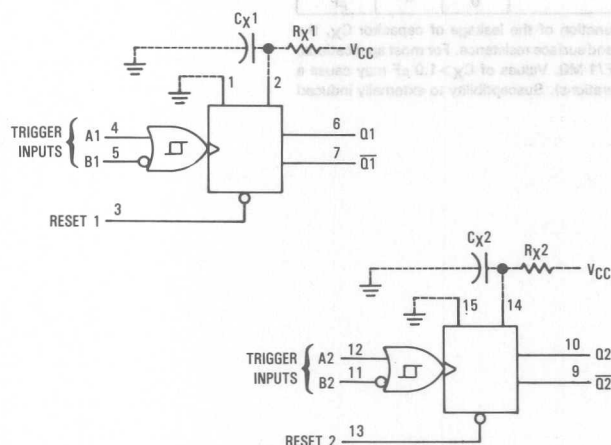 unction of the leakage of capacitor CX, 
and surface resistance. For most
/1 MΩ. Values of CX > 1.0 μF may cause a
erations). Susceptibility to externally induced
CX1
RX1
VCC
1
2
TRIGGER
INPUTS
A1
4
B1
5
6
Q1
7
Q1
RESET 1
3
CX2
RX2
VCC
15
14
TRIGGER
INPUTS
A2
12
B2
11
10
Q2
9
Q2
RESET 2
13